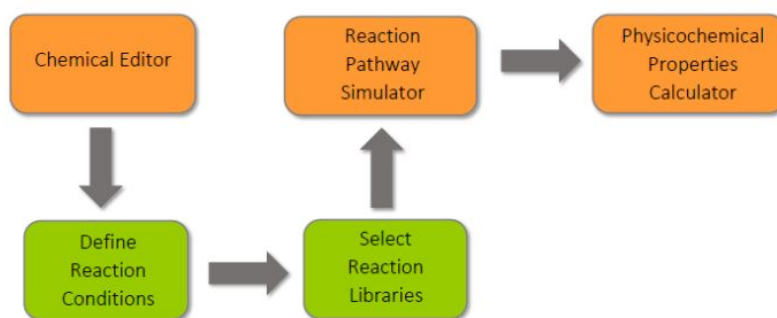 Chemical Editor
Define
Reaction
Conditions
Select
Reaction
Libraries
Reaction
Pathway
Simulator
Physicochemical
Properties
Calculator